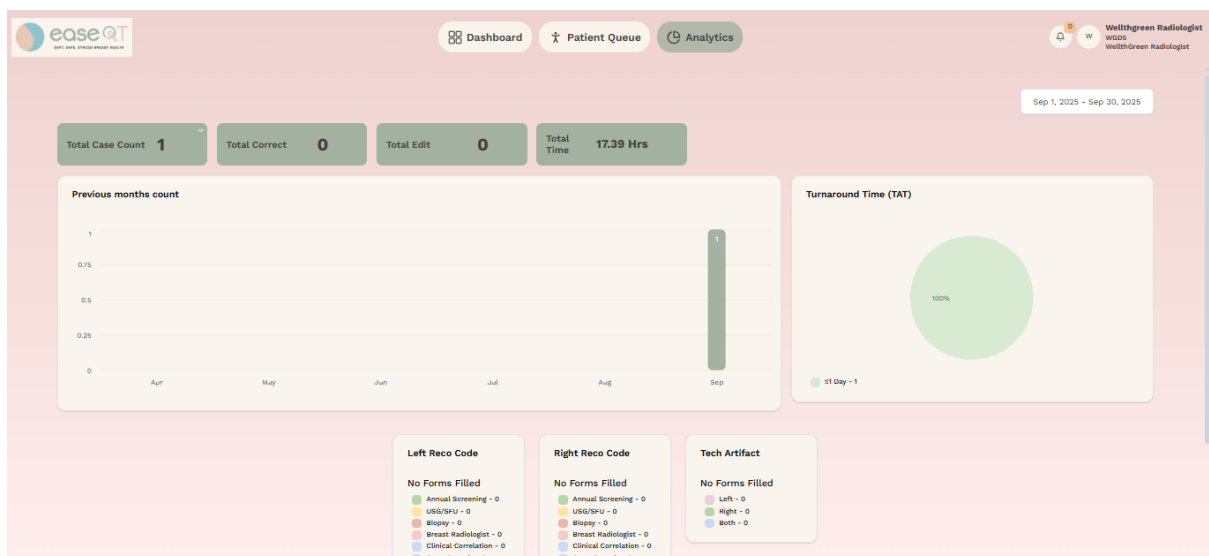 easeQT
SOFT, SAFE, STRESS BREAST HEALTH
Dashboard
Patient Queue
Analytics
0
W
Wellthgreen Radiologist
WGDS
WellthGreen Radiologist
Sep 1, 2025 - Sep 30, 2025
Total Case Count 1
Total Correct 0
Total Edit 0
Total
Time 17.39 Hrs
Previous months count
1
0.75
0.5
0.25
0
1
Apr
May
Jun
Jul
Aug
Sep
Turnaround Time (TAT)
100%
≤1 Day - 1
Left Reco Code
No Forms Filled
Annual Screening - 0
USG/SFU - 0
Biopsy - 0
Breast Radiologist - 0
Clinical Correlation - 0
Right Reco Code
No Forms Filled
Annual Screening - 0
USG/SFU - 0
Biopsy - 0
Breast Radiologist - 0
Clinical Correlation - 0
Tech Artifact
No Forms Filled
Left - 0
Right - 0
Both - 0